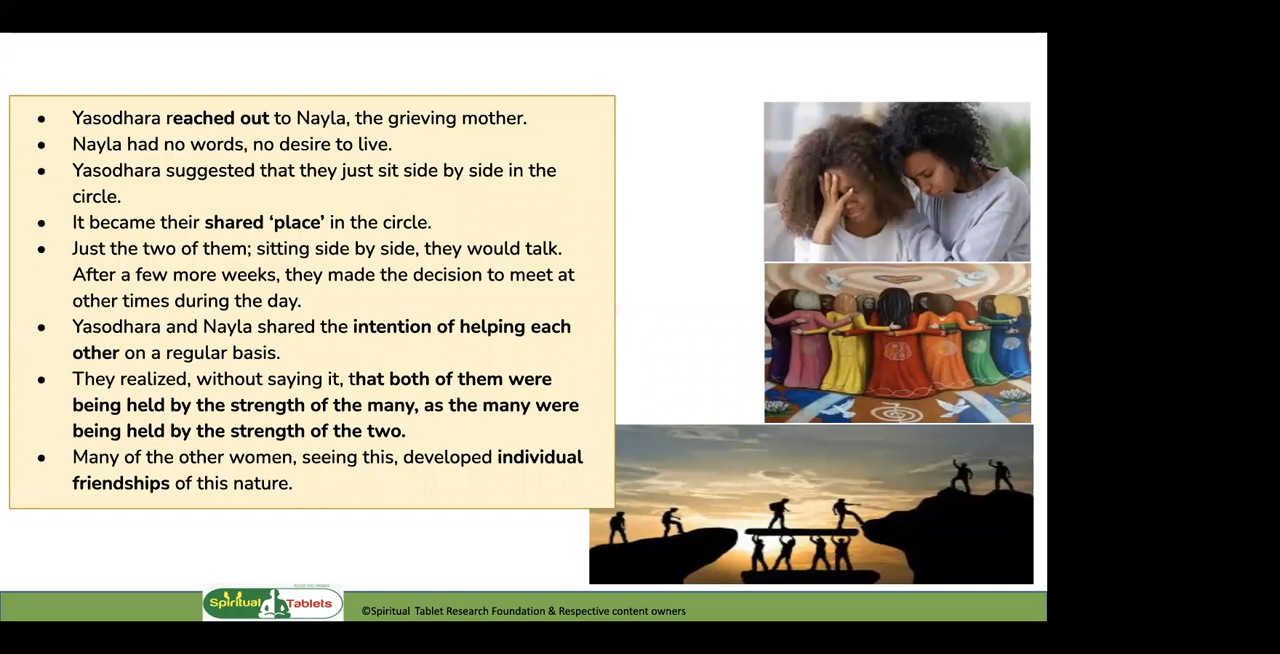 • Yasodhara reached out to Nayla, the grieving mother.
• Nayla had no words, no desire to live.
• Yasodhara suggested that they just sit side by side in the
circle.
• It became their shared ‘place’ in the circle.
• Just the two of them; sitting side by side, they would talk.
After a few more weeks, they made the decision to meet at
other times during the day.
• Yasodhara and Nayla shared the intention of helping each
other on a regular basis.
• They realized, without saying it, that both of them were
being held by the strength of the many, as the many were
being held by the strength of the two.
• Many of the other women, seeing this, developed individual
friendships of this nature.
Spiritual Tablets
©Spiritual Tablet Research Foundation & Respective content owners